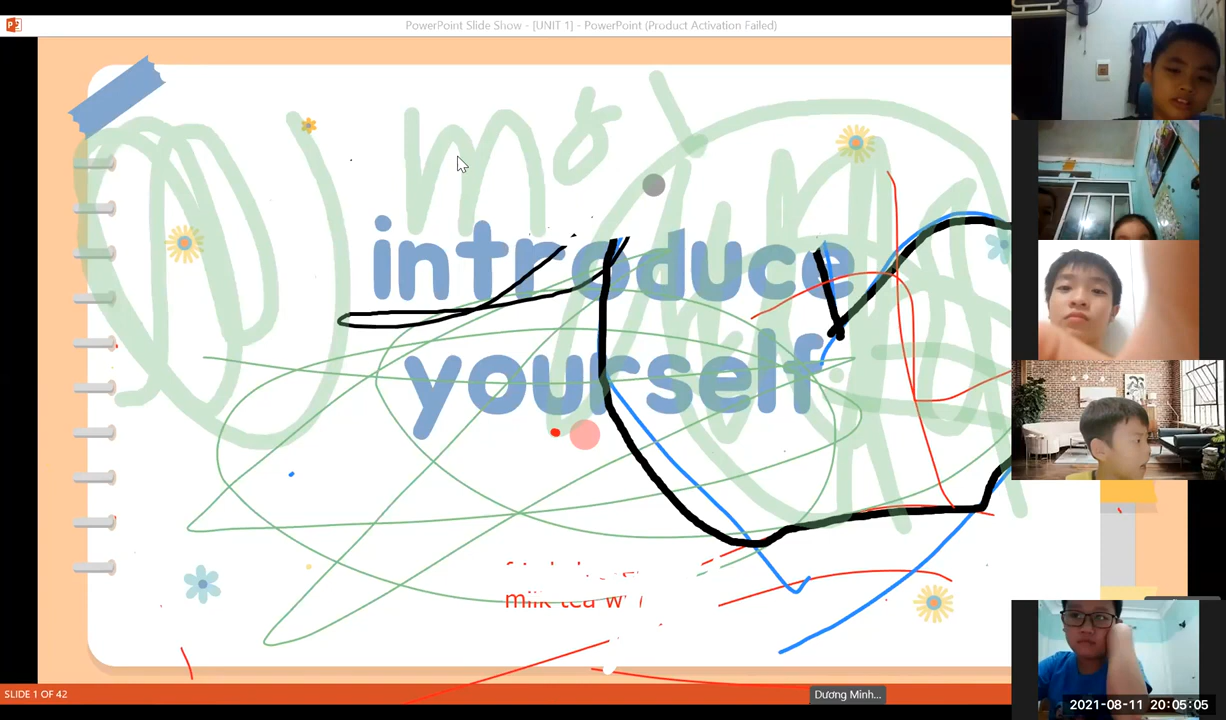 PowerPoint Slide Show - [UNIT 1] - PowerPoint (Product Activation Failed)
introduce
yourself
milk tea
SLIDE 1 OF 42
Dương Minh...
2021-08-11 20:05:05